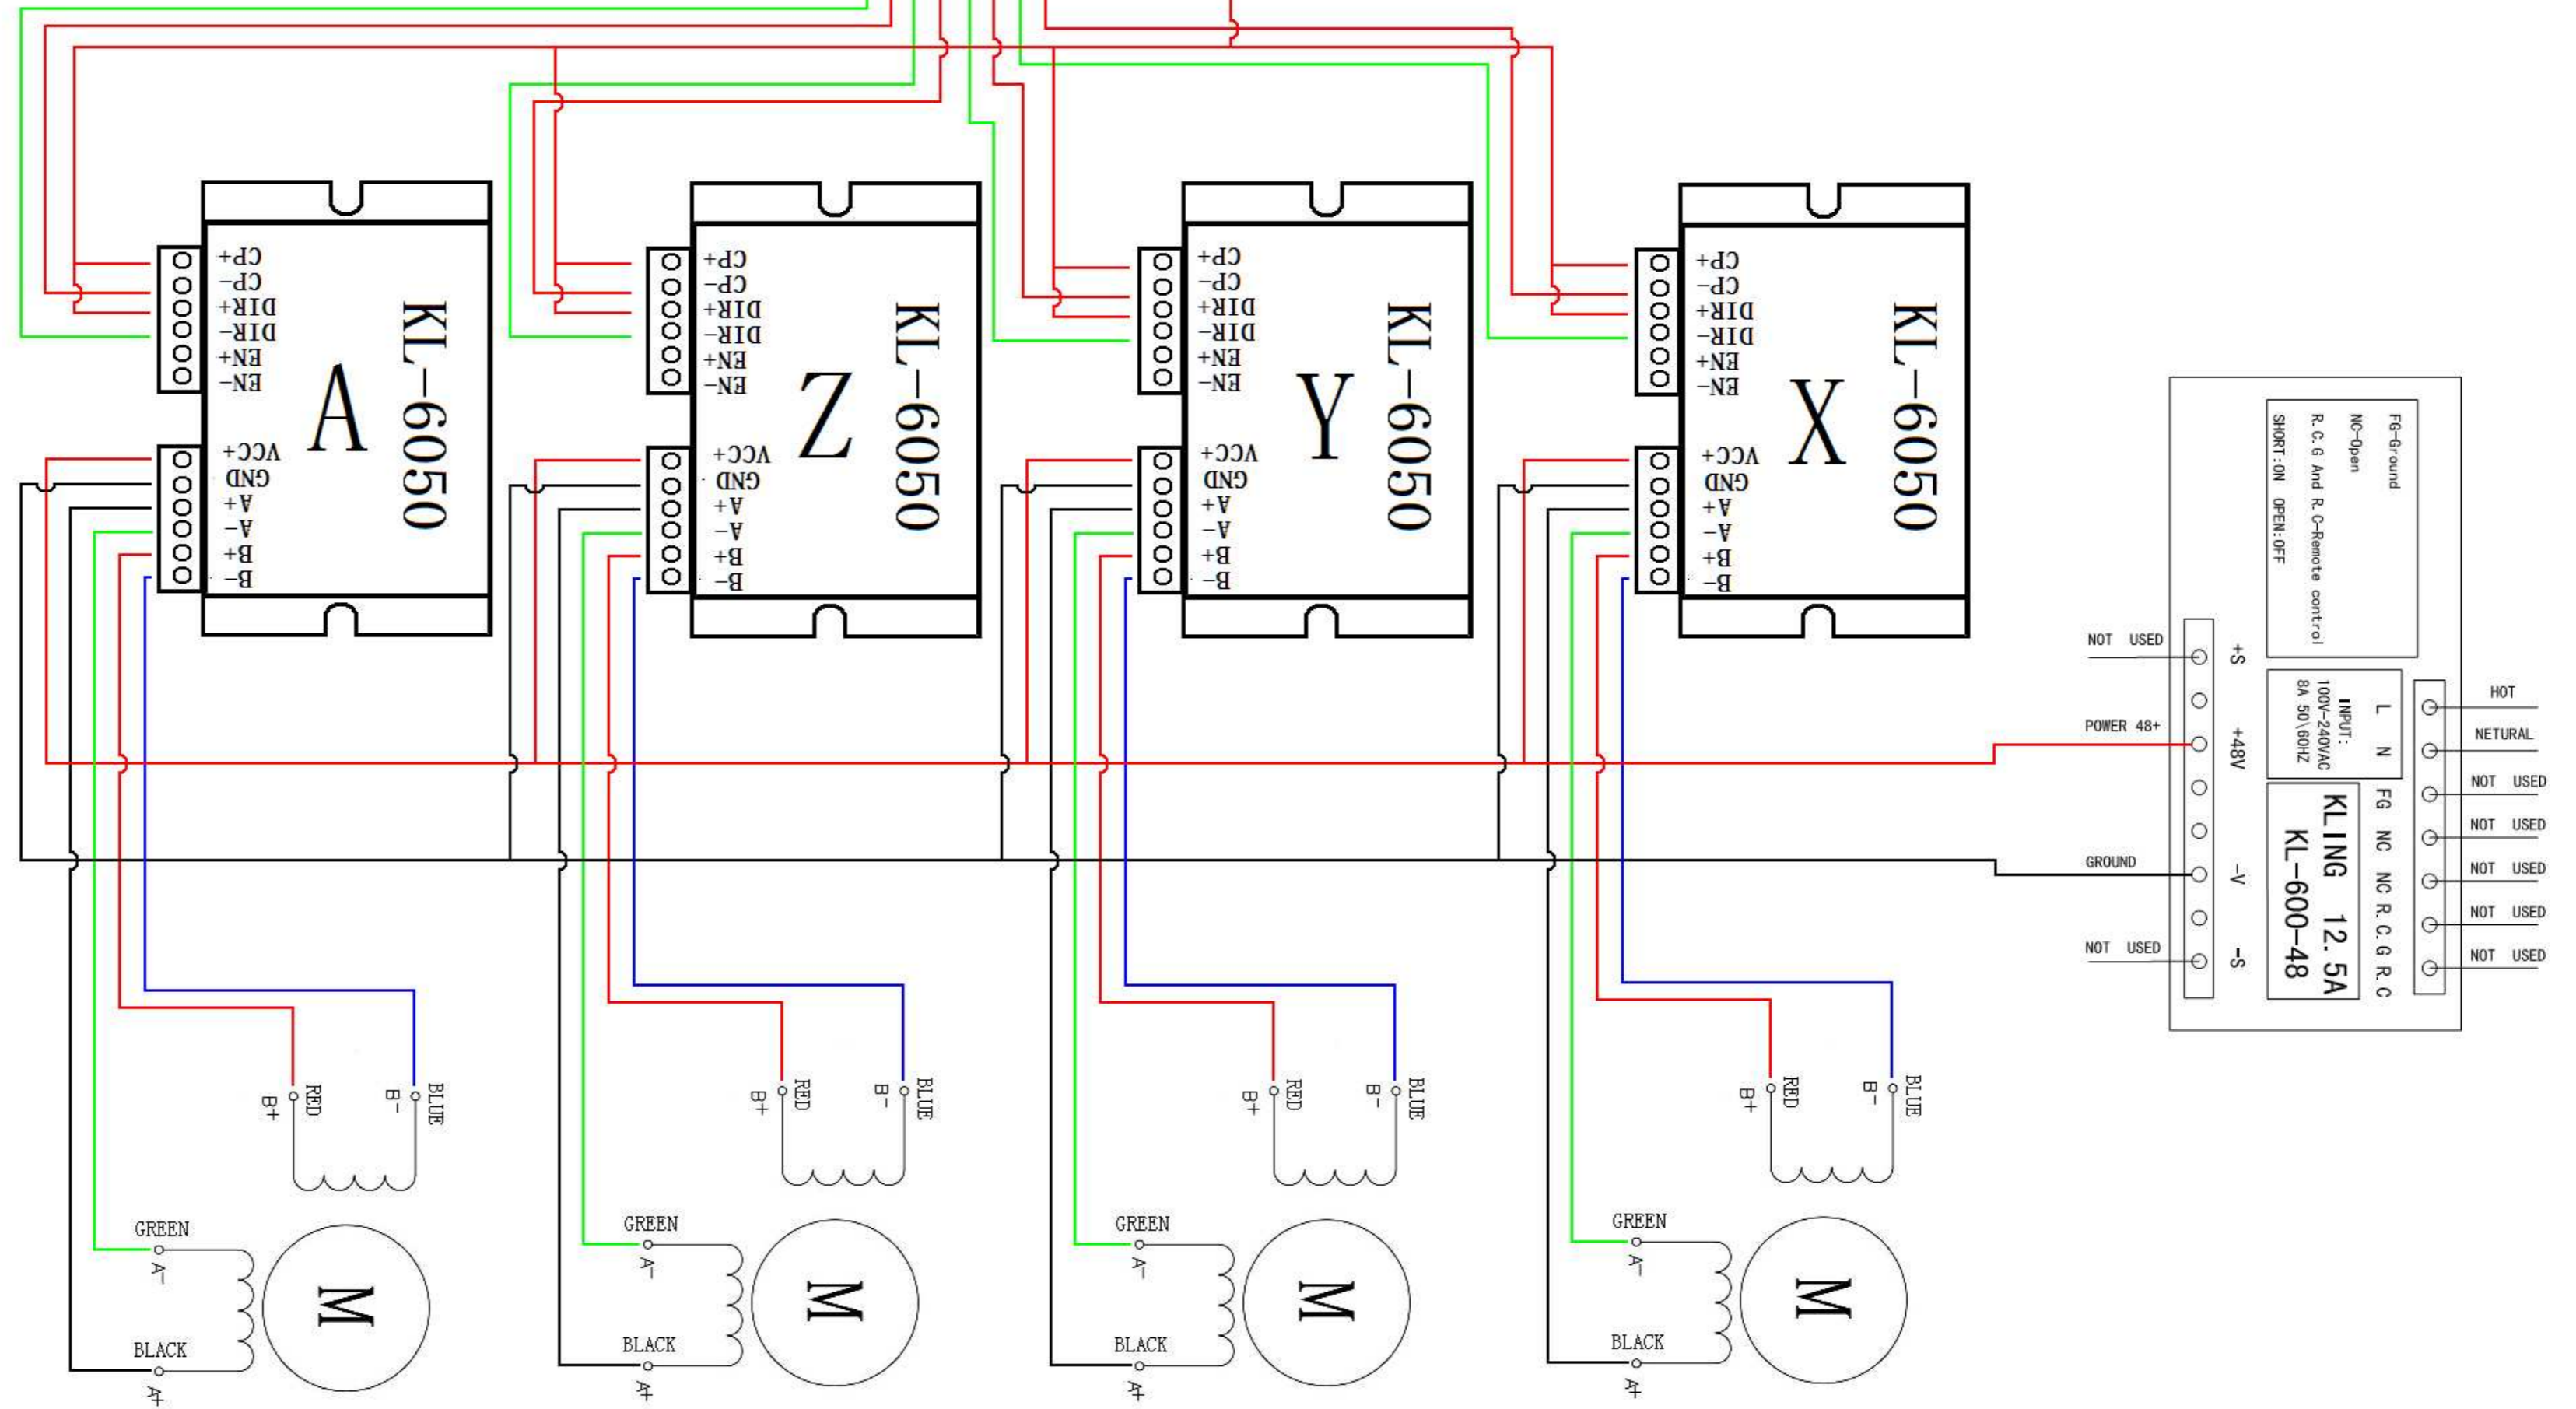 CP+
CP-
DIR+
DIR-
EN+
EN-
VCC+
GND
A+
A-
B+
B-
A
KL-6050
CP+
CP-
DIR+
DIR-
EN+
EN-
VCC+
GND
A+
A-
B+
B-
Z
KL-6050
CP+
CP-
DIR+
DIR-
EN+
EN-
VCC+
GND
A+
A-
B+
B-
Y
KL-6050
CP+
CP-
DIR+
DIR-
EN+
EN-
VCC+
GND
A+
A-
B+
B-
X
KL-6050
FG-Ground
NC-Open
R.C.G And R.C-Remote control
SHORT:ON OPEN:OFF
NOT USED
POWER 48+
GROUND
NOT USED
+S
+48V
-V
-S
INPUT:
100V-240VAC
8A 50\60HZ
KLING 12.5A
KL-600-48
L
N
FG
NC
NC
R.C.G
R.C
HOT
NETURAL
NOT USED
NOT USED
NOT USED
NOT USED
NOT USED
RED
B+
BLUE
B-
GREEN
A-
BLACK
A+
M
RED
B+
BLUE
B-
GREEN
A-
BLACK
A+
M
RED
B+
BLUE
B-
GREEN
A-
BLACK
A+
M
RED
B+
BLUE
B-
GREEN
A-
BLACK
A+
M